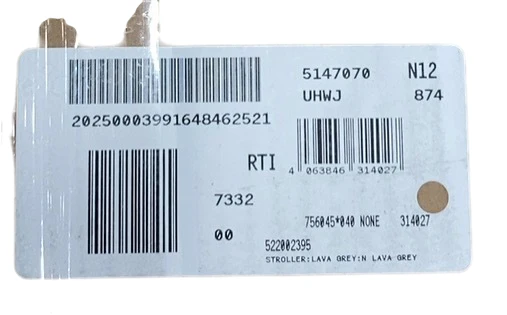 5147070 N12
UHWJ 874
20250003991648462521
RTI 4 063846 314027
7332
756045*040 NONE 314027
00
522002395
STROLLER:LAVA GREY:N LAVA GREY